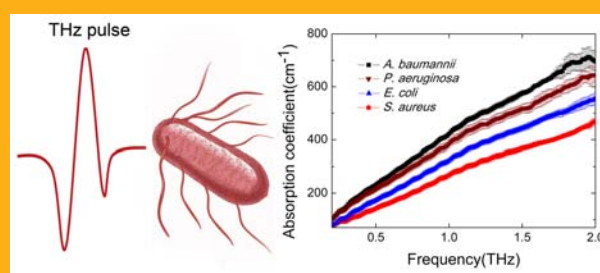 THz pulse
Absorption coefficient(cm⁻¹)
800
600
400
200
A. baumannii
P. aeruginosa
E. coli
S. aureus
0.5
1.0
1.5
2.0
Frequency(THz)